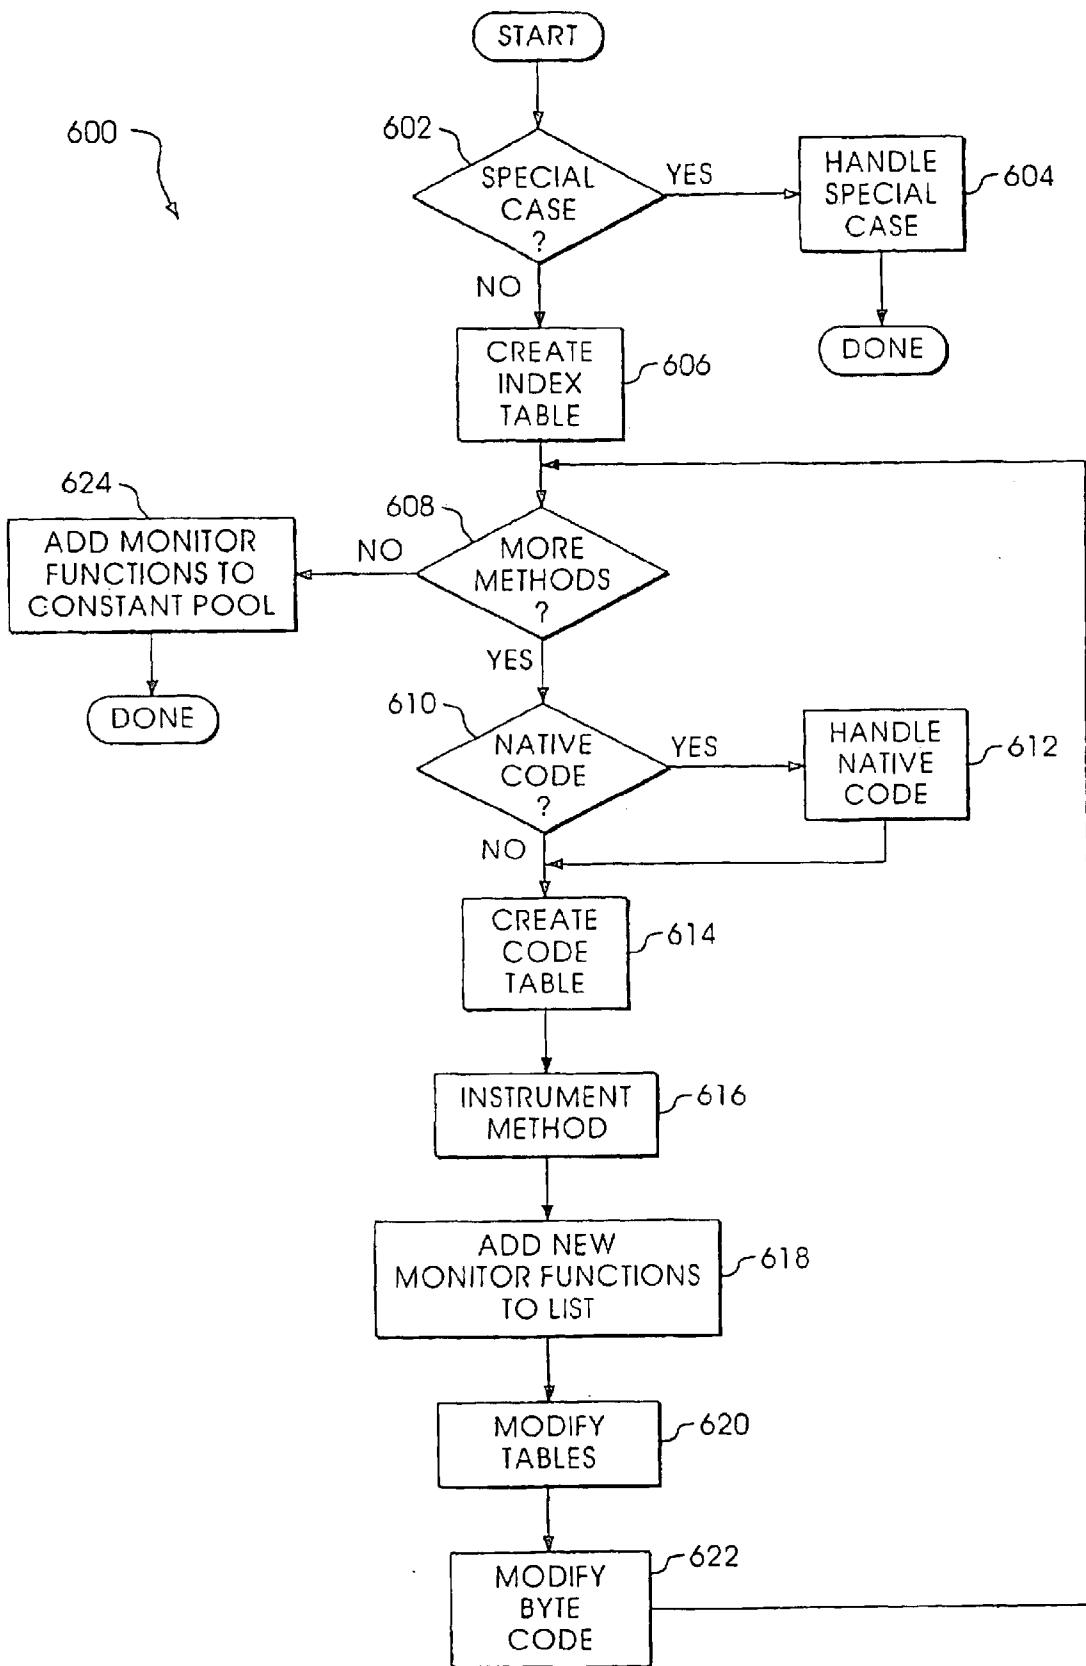 START
600
602
SPECIAL
CASE
?
YES
HANDLE
SPECIAL
CASE
604
NO
DONE
CREATE
INDEX
TABLE
606
624
ADD MONITOR
FUNCTIONS TO
CONSTANT POOL
NO
608
MORE
METHODS
?
YES
DONE
610
NATIVE
CODE
?
YES
HANDLE
NATIVE
CODE
612
NO
CREATE
CODE
TABLE
614
INSTRUMENT
METHOD
616
ADD NEW
MONITOR FUNCTIONS
TO LIST
618
MODIFY
TABLES
620
MODIFY
BYTE
CODE
622